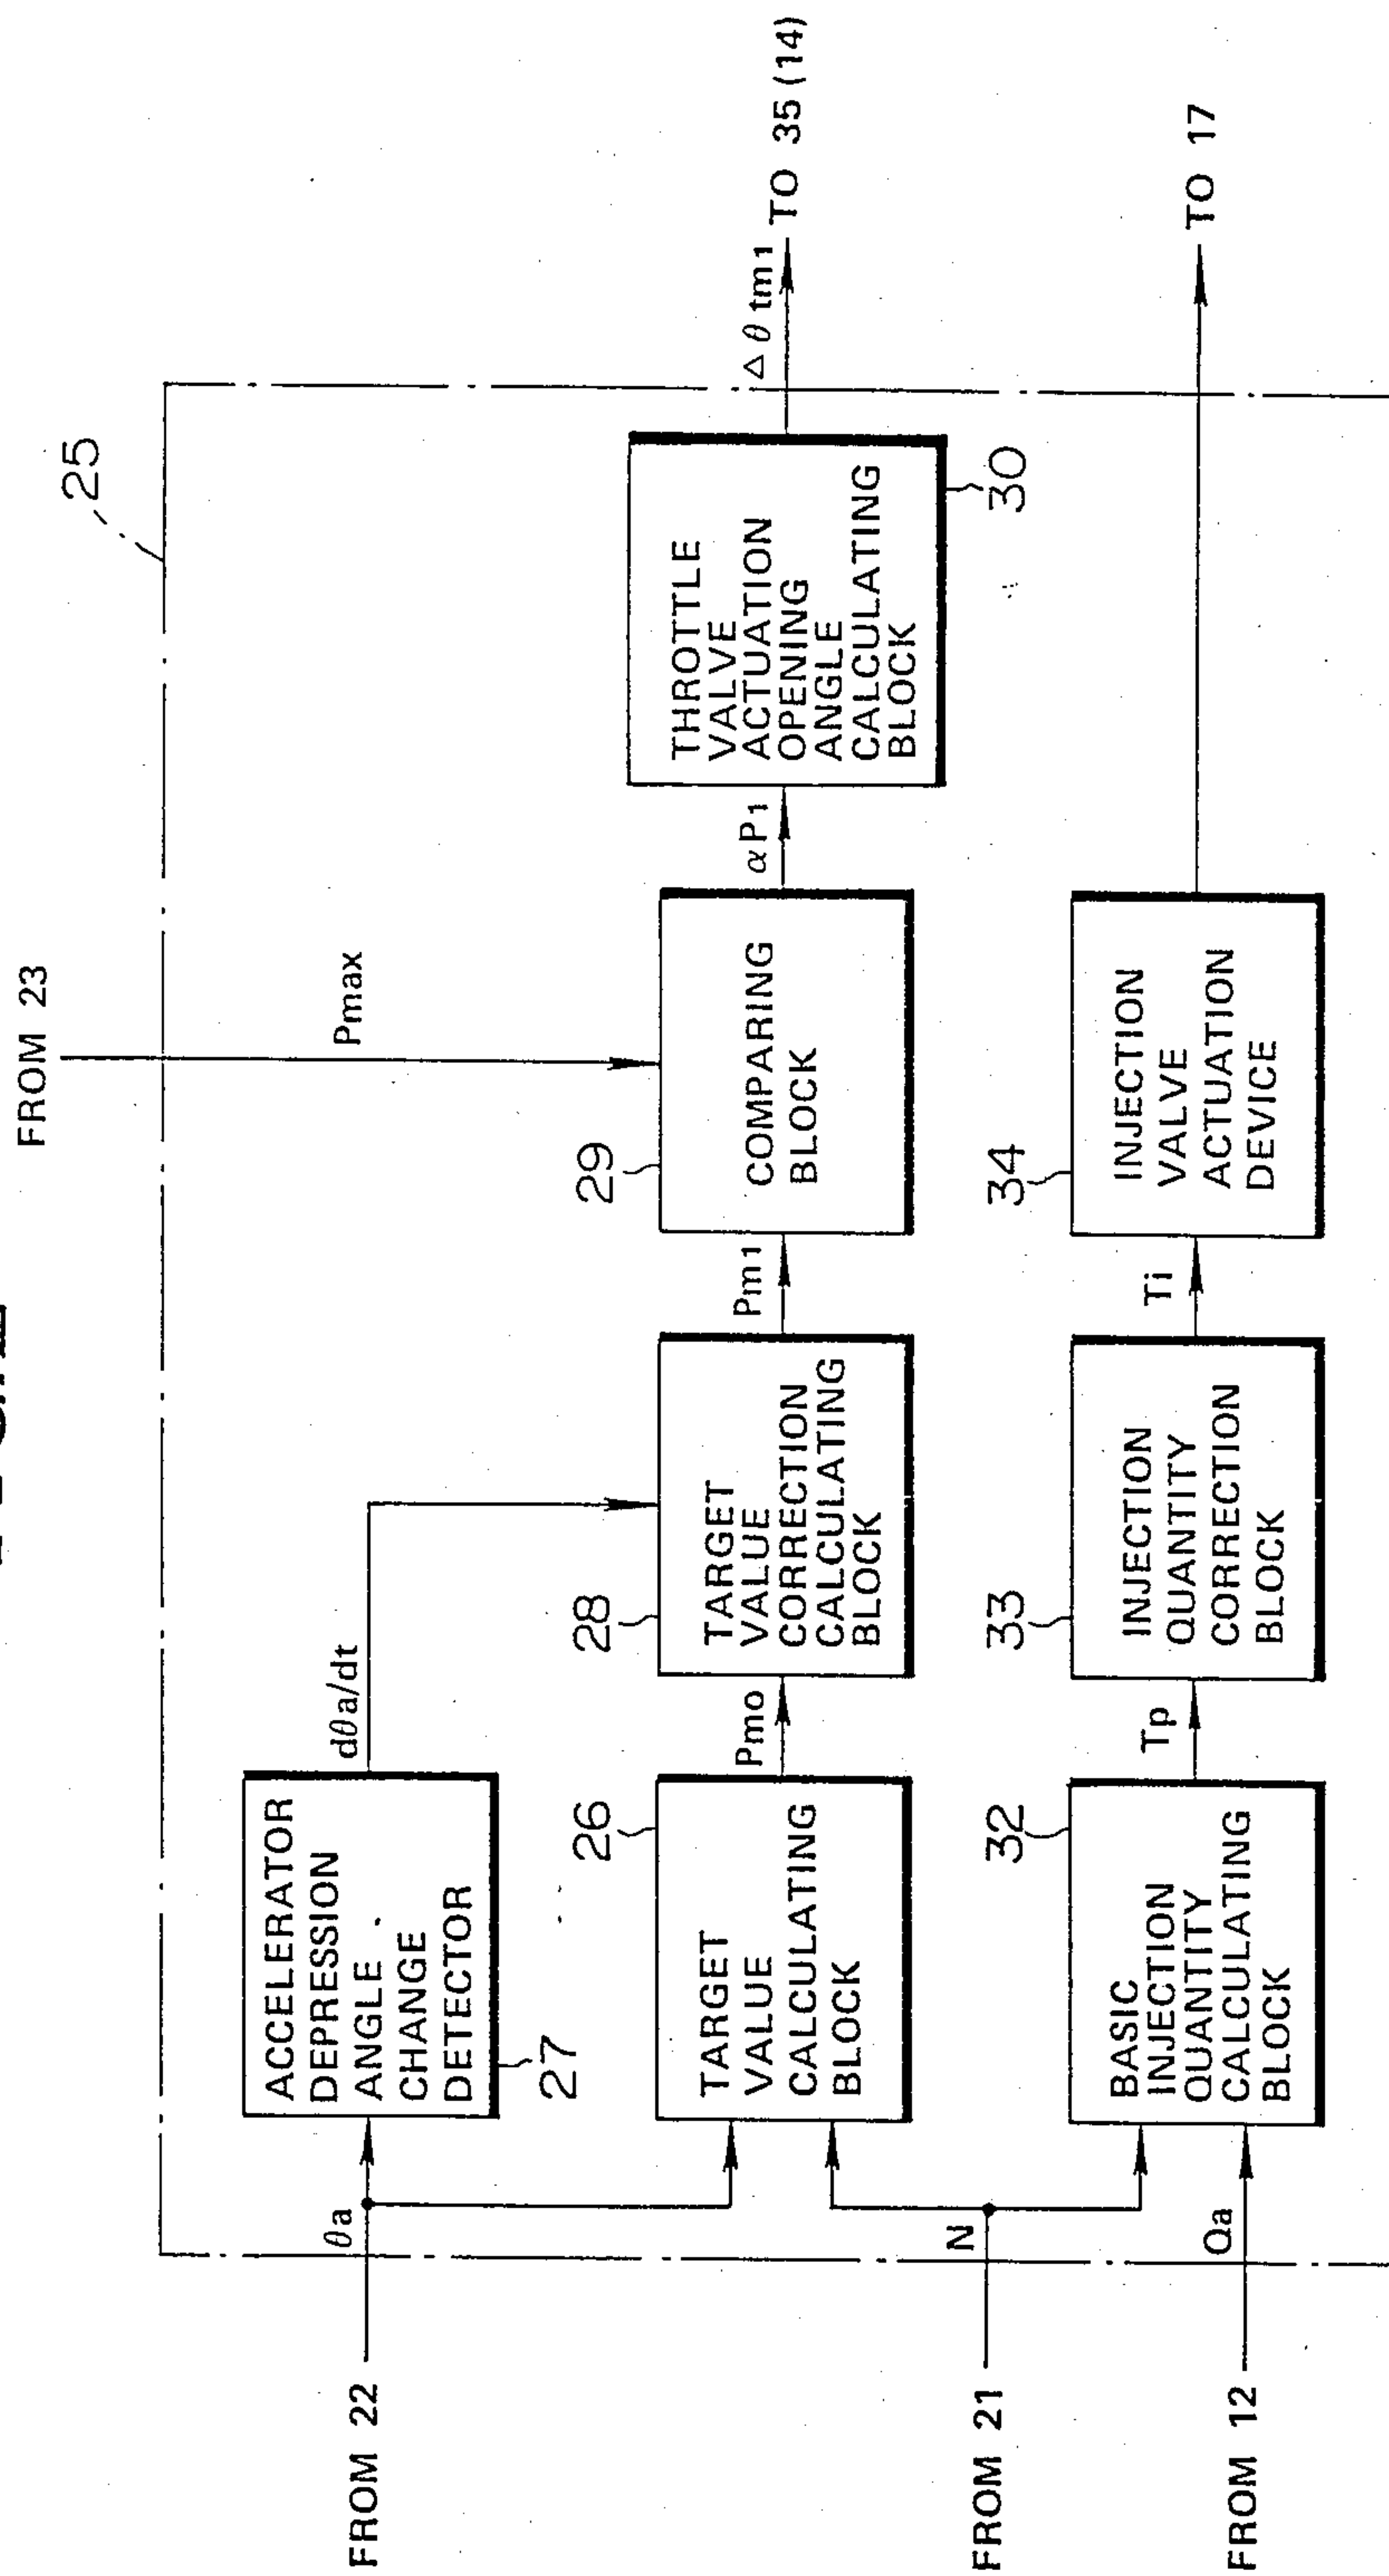 FROM 23
25
Pmax
FROM 22
θa
ACCELERATOR
DEPRESSION
ANGLE
CHANGE
DETECTOR
27
dθa/dt
26
TARGET
VALUE
CALCULATING
BLOCK
Pmo
28
TARGET
VALUE
CORRECTION
CALCULATING
BLOCK
Pm1
29
COMPARING
BLOCK
αP1
THROTTLE
VALVE
ACTUATION
OPENING
ANGLE
CALCULATING
BLOCK
30
Δθtm1
TO 35 (14)
FROM 21
N
FROM 12
Qa
32
BASIC
INJECTION
QUANTITY
CALCULATING
BLOCK
Tp
33
INJECTION
QUANTITY
CORRECTION
BLOCK
Ti
34
INJECTION
VALVE
ACTUATION
DEVICE
TO 17